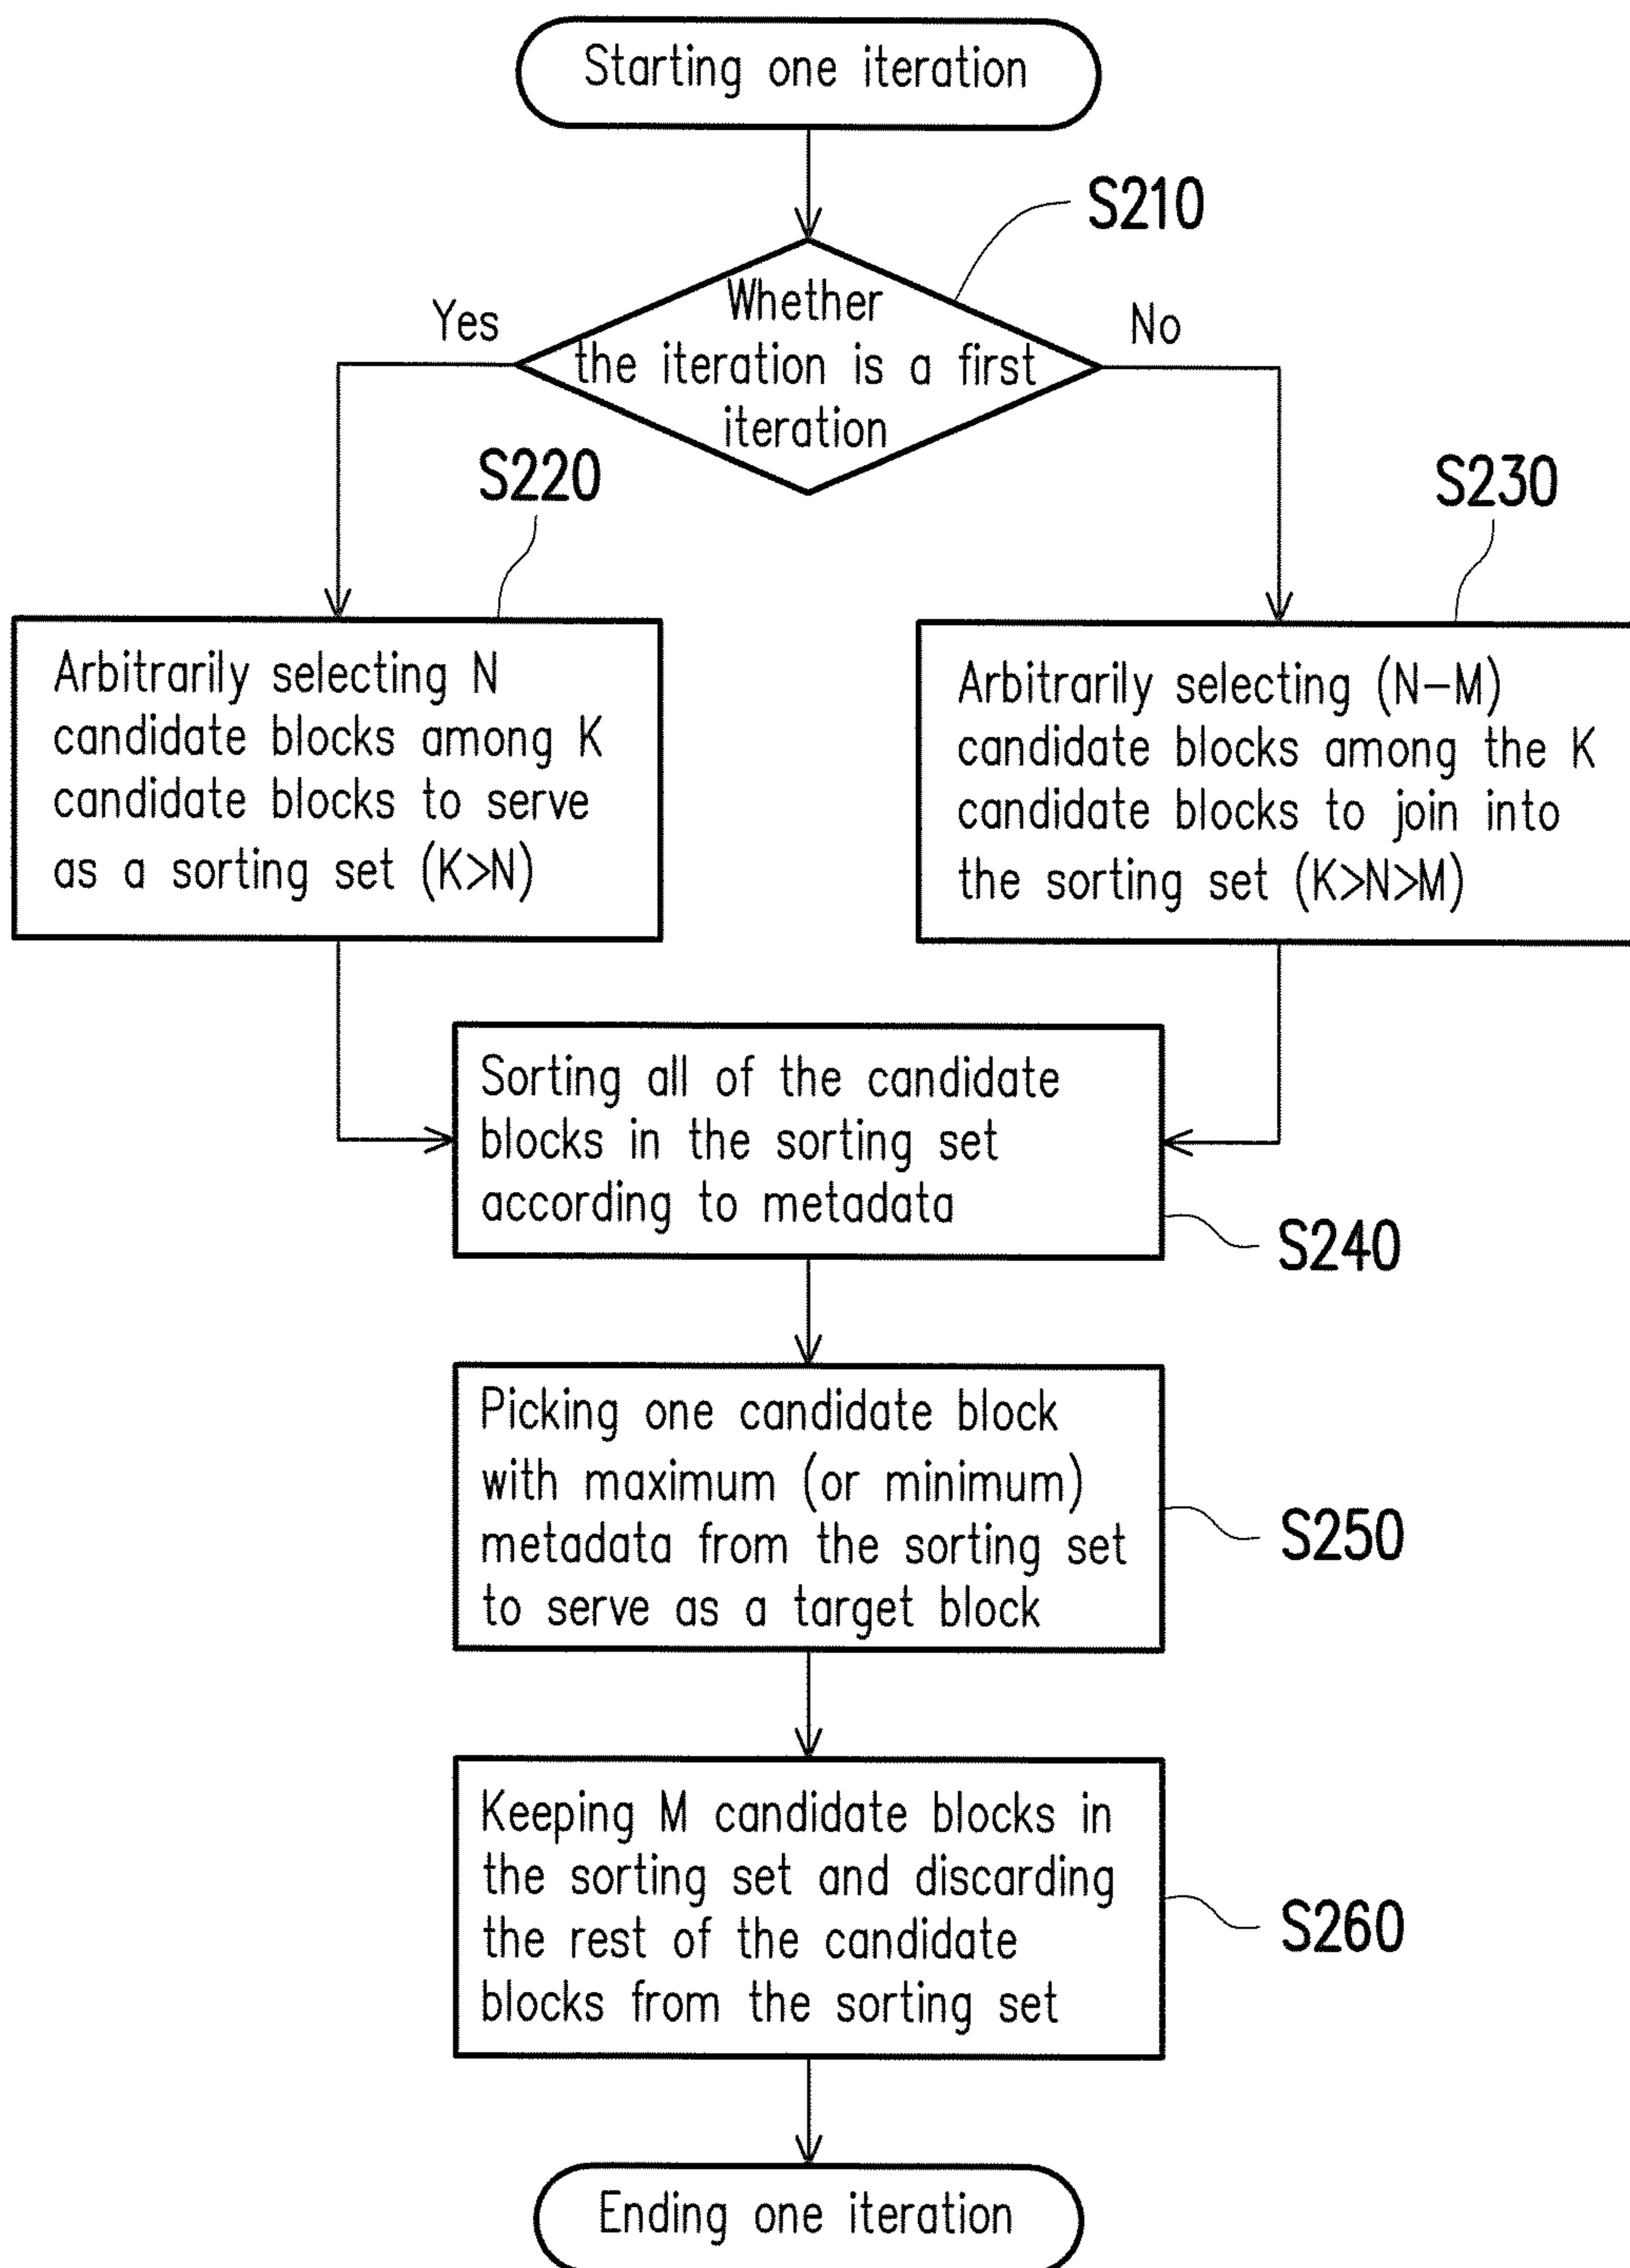 Starting one iteration
S210
Whether
the iteration is a first
iteration
Yes
No
S220
S230
Arbitrarily selecting N
candidate blocks among K
candidate blocks to serve
as a sorting set (K>N)
Arbitrarily selecting (N-M)
candidate blocks among the K
candidate blocks to join into
the sorting set (K>N>M)
Sorting all of the candidate
blocks in the sorting set
according to metadata
S240
Picking one candidate block
with maximum (or minimum)
metadata from the sorting set
to serve as a target block
S250
Keeping M candidate blocks in
the sorting set and discarding
the rest of the candidate
blocks from the sorting set
S260
Ending one iteration